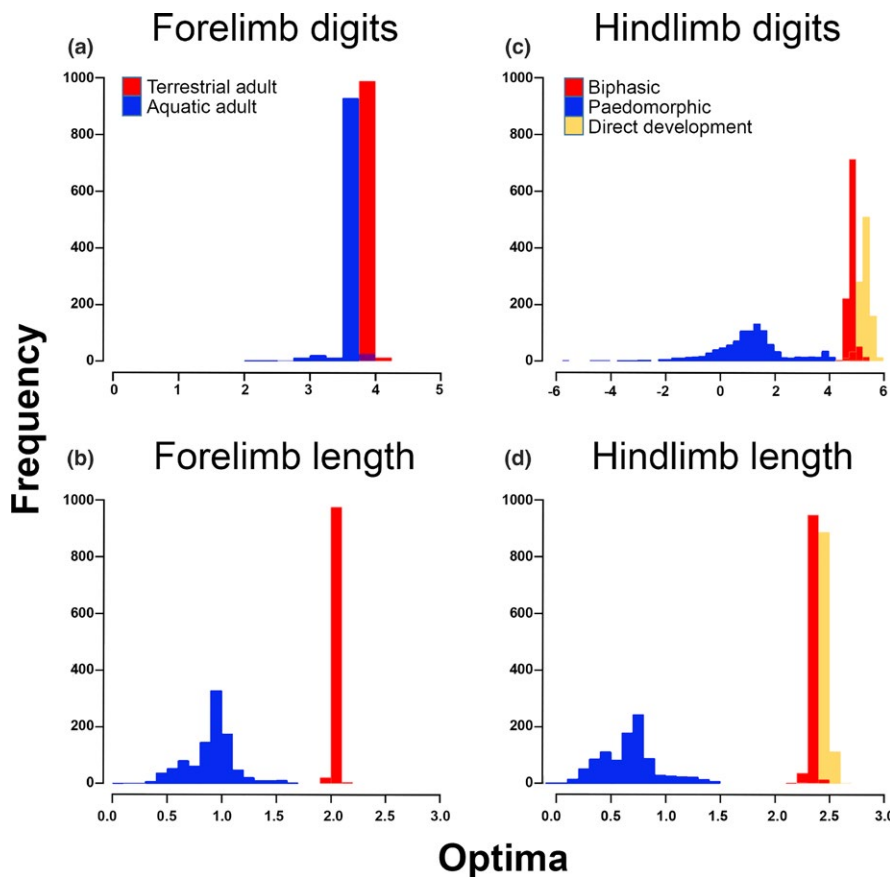 (a) Forelimb digits
Terrestrial adult
Aquatic adult
1000
800
600
400
200
0
0 1 2 3 4 5
(c) Hindlimb digits
Biphasic
Paedomorphic
Direct development
1000
800
600
400
200
0
-6 -4 -2 0 2 4 6
Frequency
(b) Forelimb length
1000
800
600
400
200
0
0.0 0.5 1.0 1.5 2.0 2.5 3.0
(d) Hindlimb length
1000
800
600
400
200
0
0.0 0.5 1.0 1.5 2.0 2.5 3.0
Optima